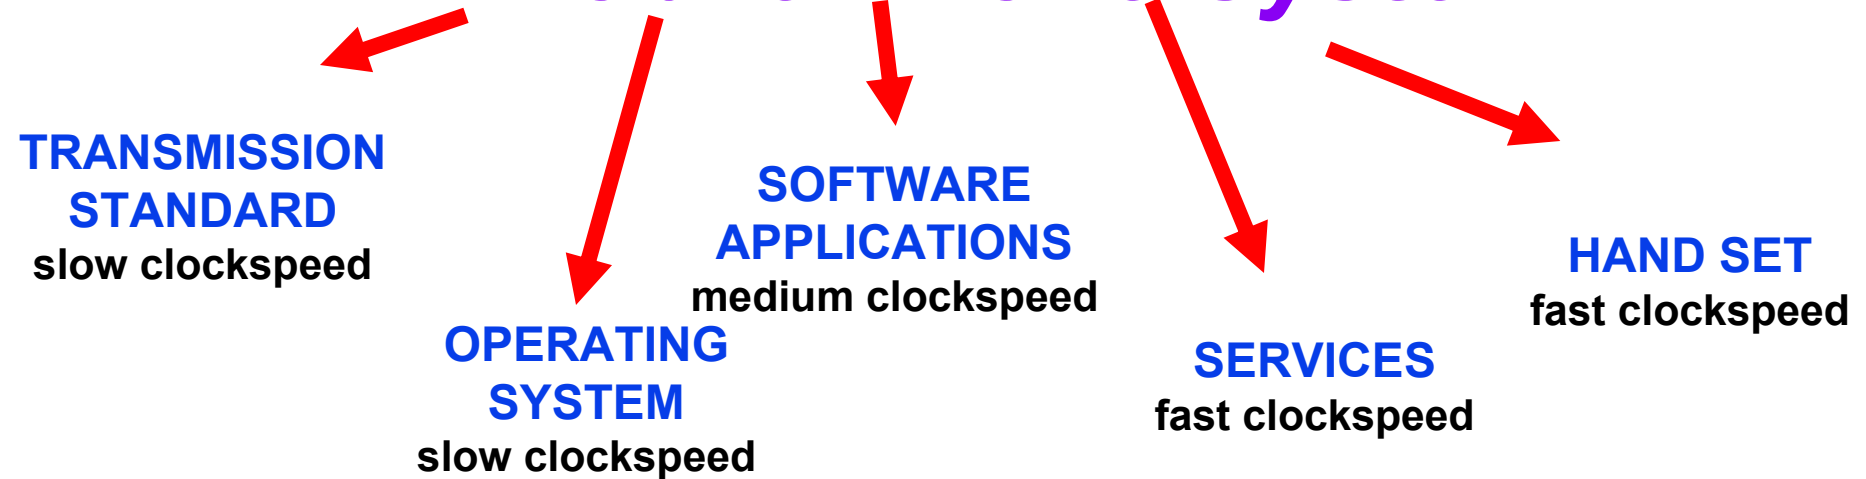 TRANSMISSION
STANDARD
slow clockspeed
OPERATING
SYSTEM
slow clockspeed
SOFTWARE
APPLICATIONS
medium clockspeed
SERVICES
fast clockspeed
HAND SET
fast clockspeed